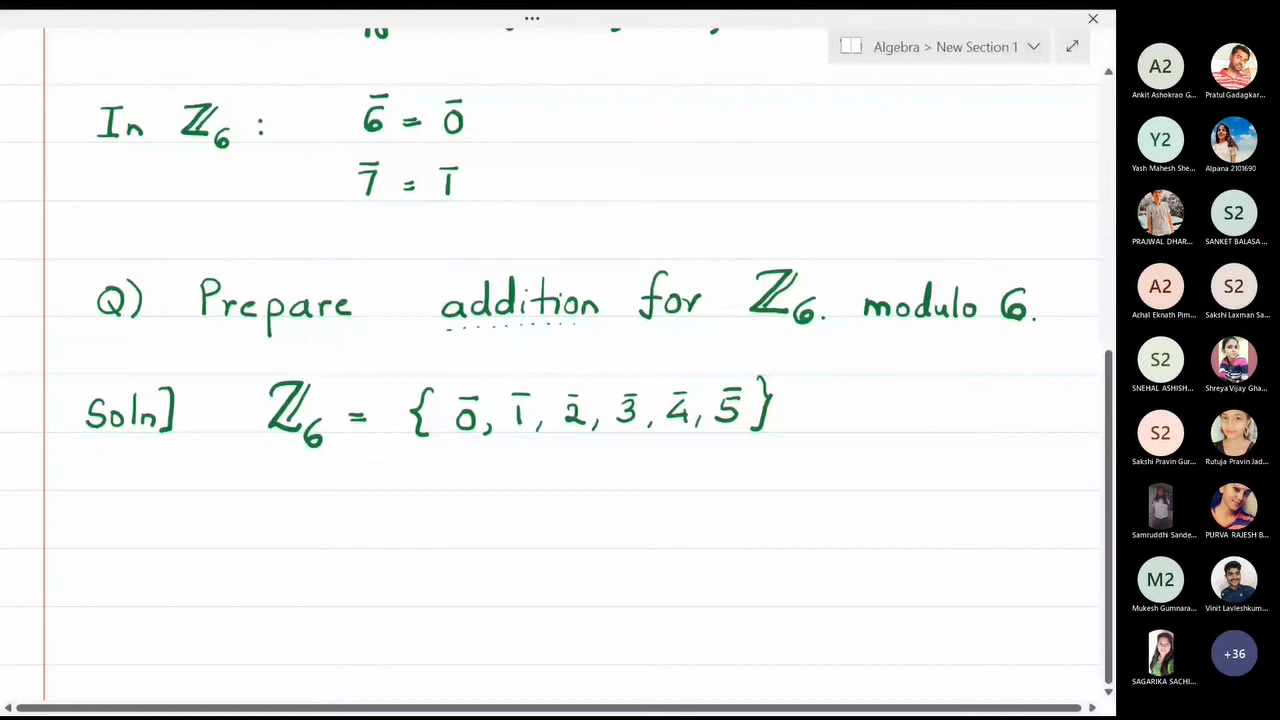 ...
Algebra > New Section 1
In ℤ₆ : 6̄ = 0̄
7̄ = 1̄
Q) Prepare addition for ℤ₆. modulo 6.
Soln] ℤ₆ = { 0̄, 1̄, 2̄, 3̄, 4̄, 5̄ }
A2
Ankit Ashokrao G...
Pratul Gadagkar...
Y2
Yash Mahesh She...
Alpana 2101690
PRAJWAL DHAR...
S2
SANKET BALASA...
A2
Achal Eknath Pim...
S2
Sakshi Laxman Sa...
S2
SNEHAL ASHISH...
Shreya Vijay Gha...
S2
Sakshi Pravin Gur...
Rutuja Pravin Jad...
Samruddhi Sande...
PURVA RAJESH B...
M2
Mukesh Gumnara...
Vinit Lavleshkum...
SAGARIKA SACHI...
+36